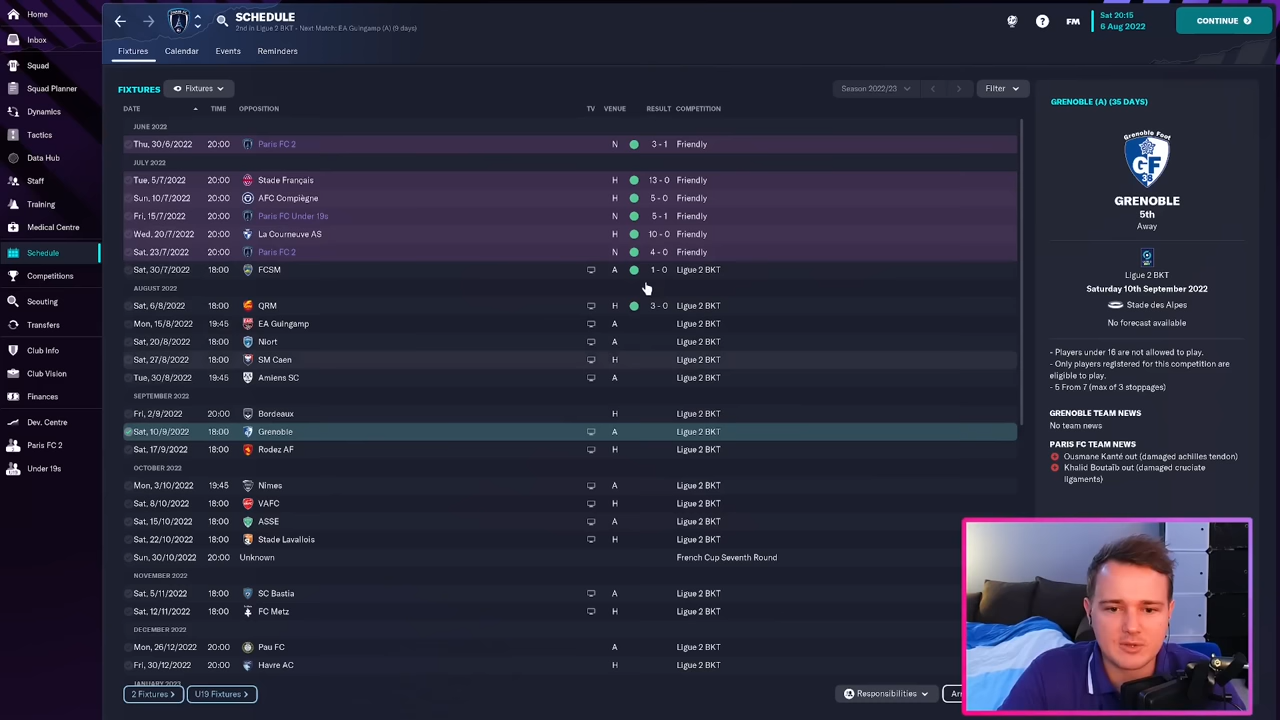 Home
Inbox
Squad
Squad Planner
Dynamics
Tactics
Data Hub
Staff
Training
Medical Centre
Schedule
Competitions
Scouting
Transfers
Club Info
Club Vision
Finances
Dev. Centre
Paris FC 2
Under 19s
SCHEDULE
2nd in Ligue 2 BKT • Next Match: EA Guingamp (A) (9 days)
FM
Sat 20:15
6 Aug 2022
CONTINUE
Fixtures Calendar Events Reminders
FIXTURES Fixtures Season 2022/23 Filter
DATE TIME OPPOSITION TV VENUE RESULT COMPETITION
JUNE 2022
Thu, 30/6/2022 20:00 Paris FC 2 N 3 - 1 Friendly
JULY 2022
Tue, 5/7/2022 20:00 Stade Français H 13 - 0 Friendly
Sun, 10/7/2022 20:00 AFC Compiègne H 5 - 0 Friendly
Fri, 15/7/2022 20:00 Paris FC Under 19s N 5 - 1 Friendly
Wed, 20/7/2022 20:00 La Courneuve AS H 10 - 0 Friendly
Sat, 23/7/2022 20:00 Paris FC 2 N 4 - 0 Friendly
Sat, 30/7/2022 18:00 FCSM A 1 - 0 Ligue 2 BKT
AUGUST 2022
Sat, 6/8/2022 18:00 QRM H 3 - 0 Ligue 2 BKT
Mon, 15/8/2022 19:45 EA Guingamp A Ligue 2 BKT
Sat, 20/8/2022 18:00 Niort A Ligue 2 BKT
Sat, 27/8/2022 18:00 SM Caen H Ligue 2 BKT
Tue, 30/8/2022 19:45 Amiens SC A Ligue 2 BKT
SEPTEMBER 2022
Fri, 2/9/2022 20:00 Bordeaux H Ligue 2 BKT
Sat, 10/9/2022 18:00 Grenoble A Ligue 2 BKT
Sat, 17/9/2022 18:00 Rodez AF H Ligue 2 BKT
OCTOBER 2022
Mon, 3/10/2022 19:45 Nîmes A Ligue 2 BKT
Sat, 8/10/2022 18:00 VAFC H Ligue 2 BKT
Sat, 15/10/2022 18:00 ASSE A Ligue 2 BKT
Sat, 22/10/2022 18:00 Stade Lavallois H Ligue 2 BKT
Sun, 30/10/2022 20:00 Unknown French Cup Seventh Round
NOVEMBER 2022
Sat, 5/11/2022 18:00 SC Bastia A Ligue 2 BKT
Sat, 12/11/2022 18:00 FC Metz H Ligue 2 BKT
DECEMBER 2022
Mon, 26/12/2022 20:00 Pau FC A Ligue 2 BKT
Fri, 30/12/2022 20:00 Havre AC H Ligue 2 BKT
JANUARY 2023
2 Fixtures U19 Fixtures Responsibilities
GRENOBLE (A) (35 DAYS)
Grenoble Foot
GF
38
GRENOBLE
5th
Away
Ligue 2 BKT
Saturday 10th September 2022
Stade des Alpes
No forecast available
- Players under 16 are not allowed to play.
- Only players registered for this competition are
eligible to play.
- 5 From 7 (max of 3 stoppages)
GRENOBLE TEAM NEWS
No team news
PARIS FC TEAM NEWS
Ousmane Kanté out (damaged achilles tendon)
Khalid Boutaïb out (damaged cruciate
ligaments)